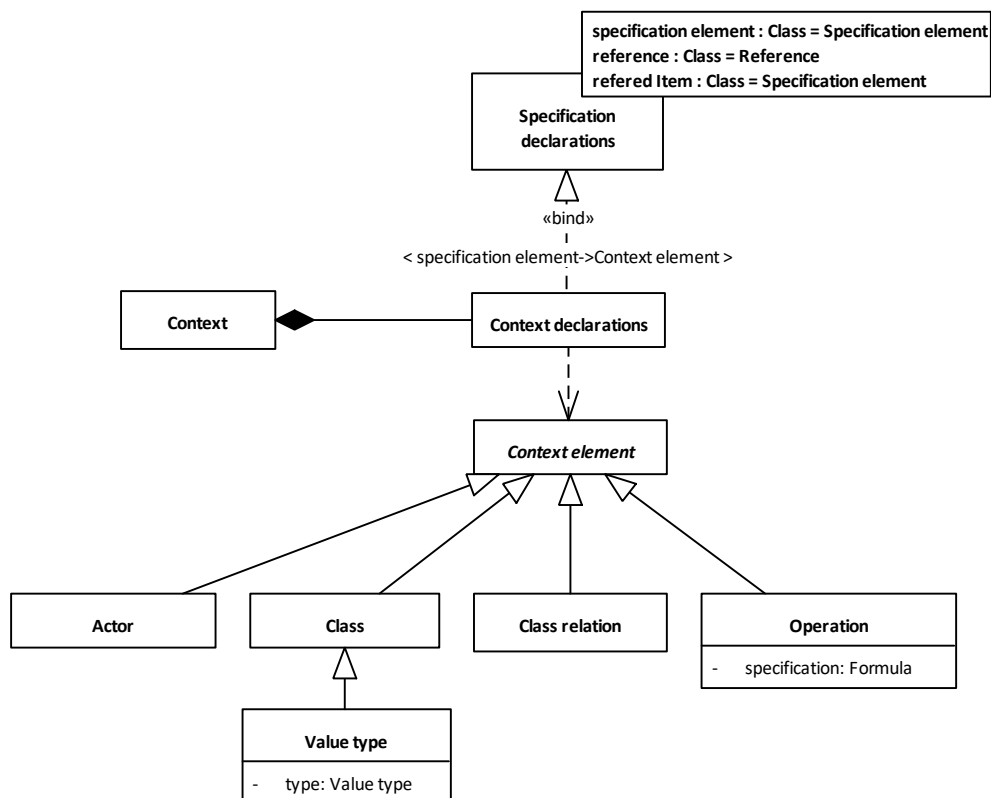 specification element : Class = Specification element
reference : Class = Reference
refered Item : Class = Specification element
Specification
declarations
«bind»
< specification element->Context element >
Context
Context declarations
Context element
Actor
Class
Class relation
Operation
- specification: Formula
Value type
- type: Value type